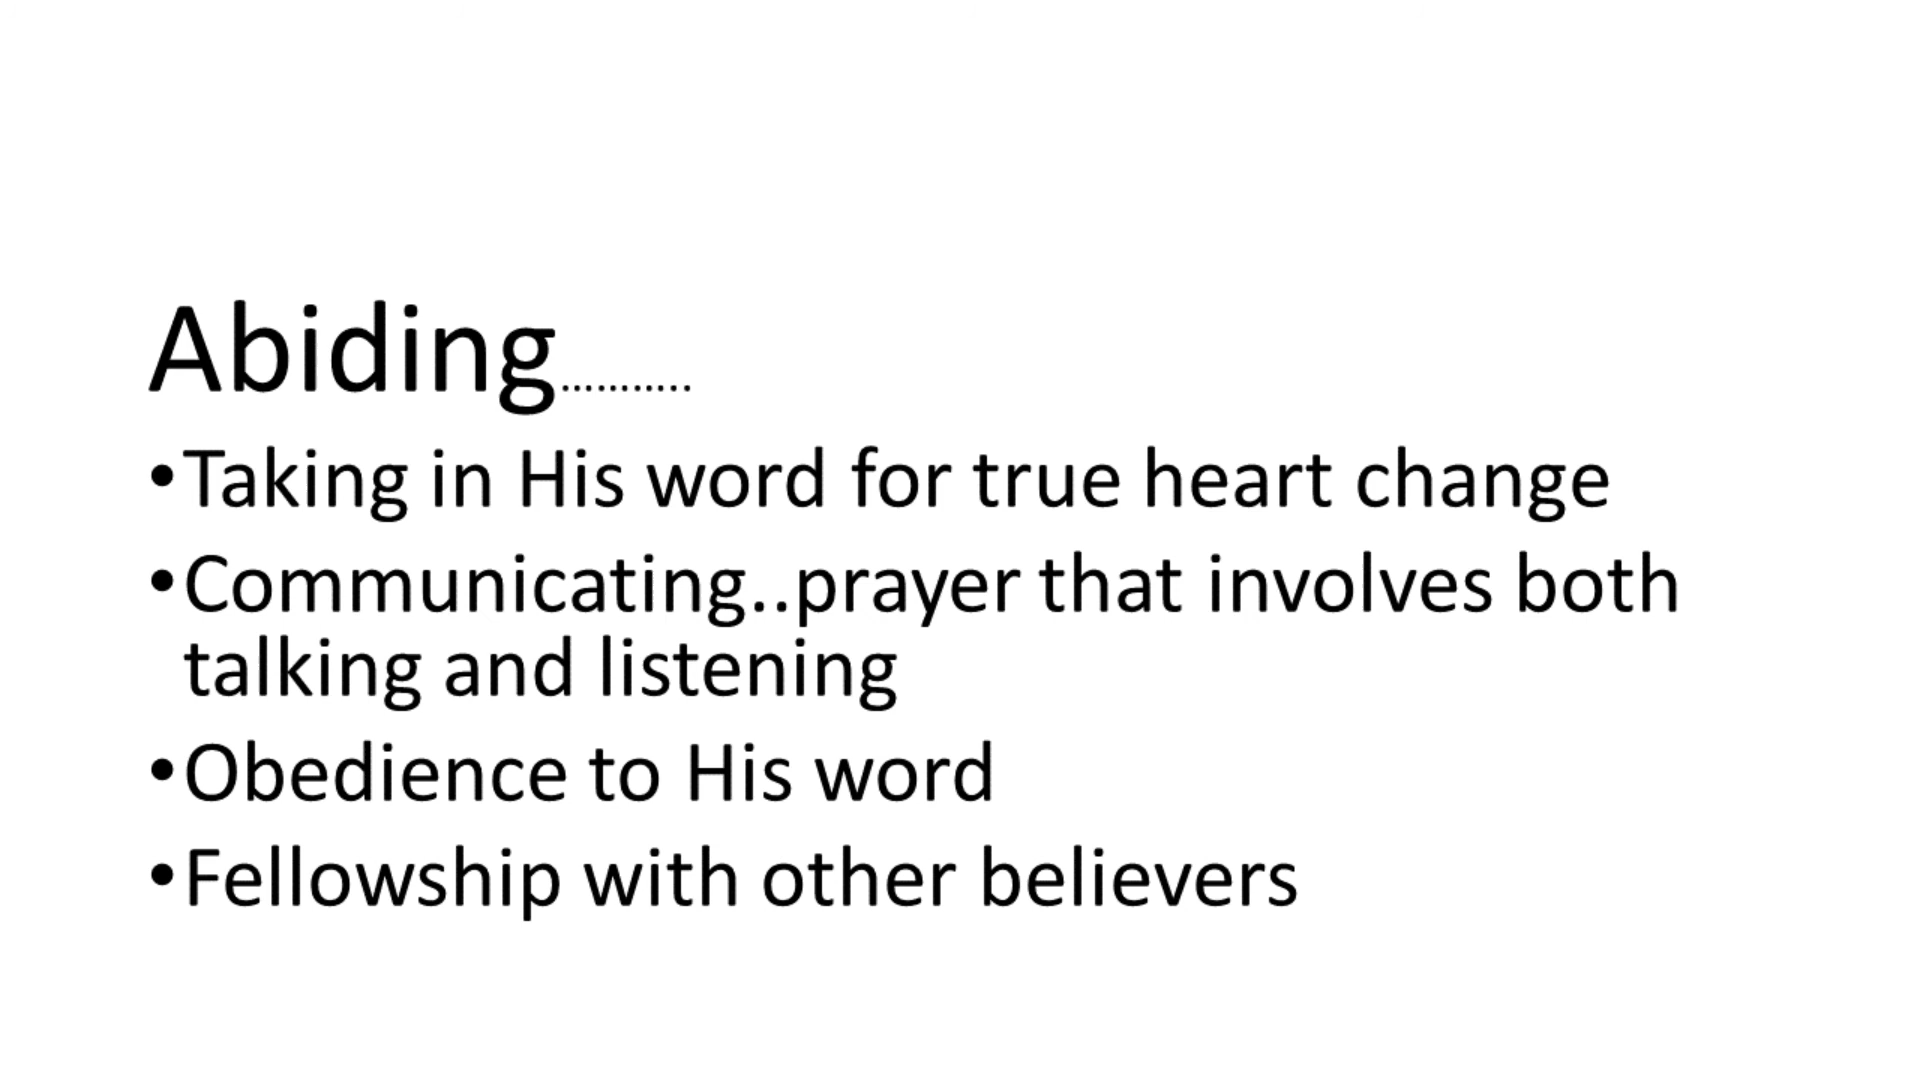 Abiding...........
•Taking in His word for true heart change
•Communicating..prayer that involves both
talking and listening
•Obedience to His word
•Fellowship with other believers